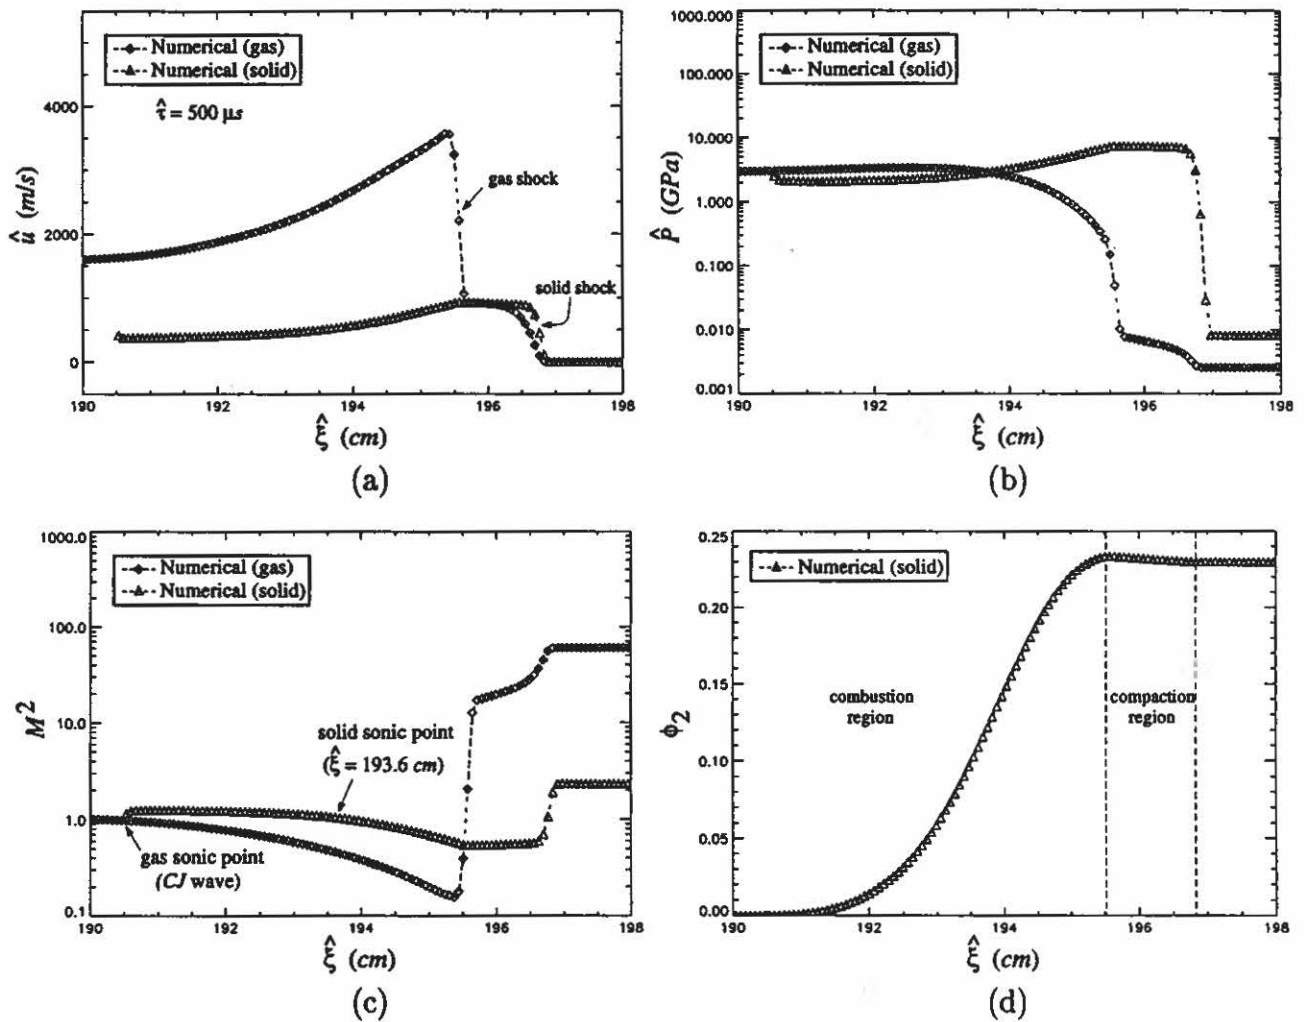 Numerical (gas)
Numerical (solid)
τ̂ = 500 μs
gas shock
solid shock
4000
2000
0
û (m/s)
190
192
194
196
198
ξ̂ (cm)
(a)
Numerical (gas)
Numerical (solid)
1000.000
100.000
10.000
1.000
0.100
0.010
0.001
P̂ (GPa)
190
192
194
196
198
ξ̂ (cm)
(b)
Numerical (gas)
Numerical (solid)
solid sonic point
(ξ̂ = 193.6 cm)
gas sonic point
(CJ wave)
1000.0
100.0
10.0
1.0
0.1
M²
190
192
194
196
198
ξ̂ (cm)
(c)
Numerical (solid)
combustion
region
compaction
region
0.25
0.20
0.15
0.10
0.05
0.00
ϕ₂
190
192
194
196
198
ξ̂ (cm)
(d)